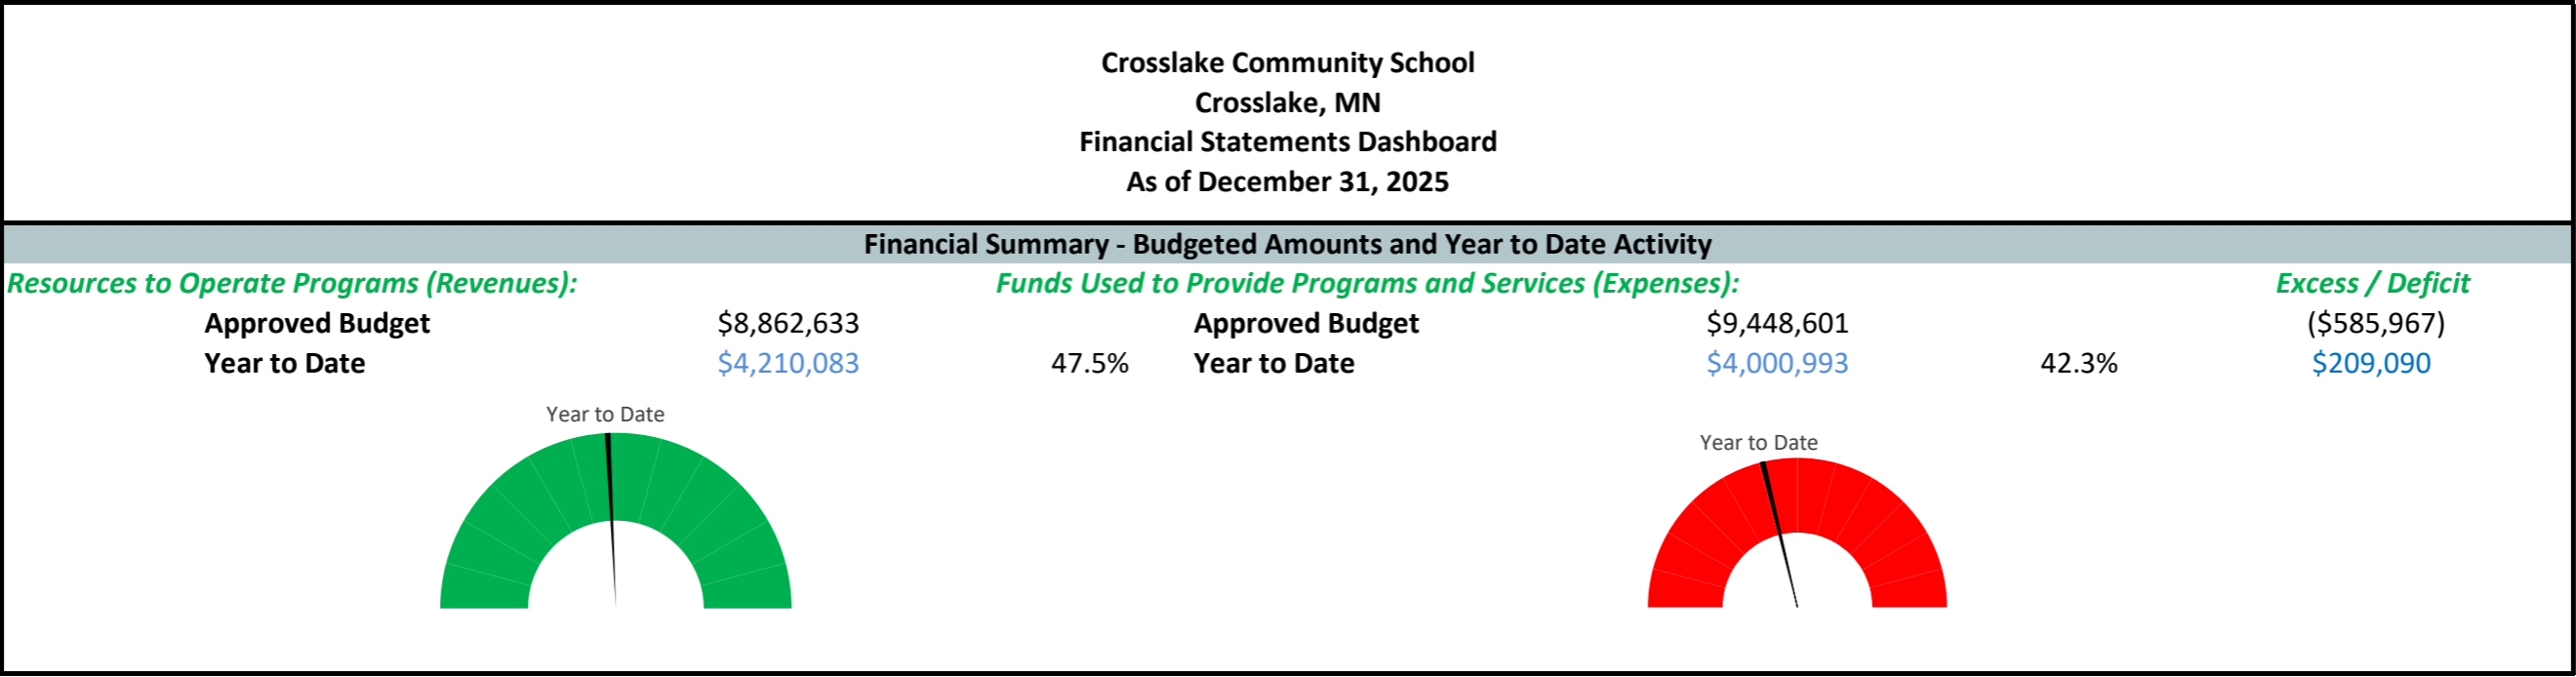 Crosslake Community School
Crosslake, MN
Financial Statements Dashboard
As of December 31, 2025
Financial Summary - Budgeted Amounts and Year to Date Activity
Resources to Operate Programs (Revenues): Funds Used to Provide Programs and Services (Expenses): Excess / Deficit
Approved Budget $8,862,633 Approved Budget $9,448,601 ($585,967)
Year to Date $4,210,083 47.5% Year to Date $4,000,993 42.3% $209,090
Year to Date
Year to Date